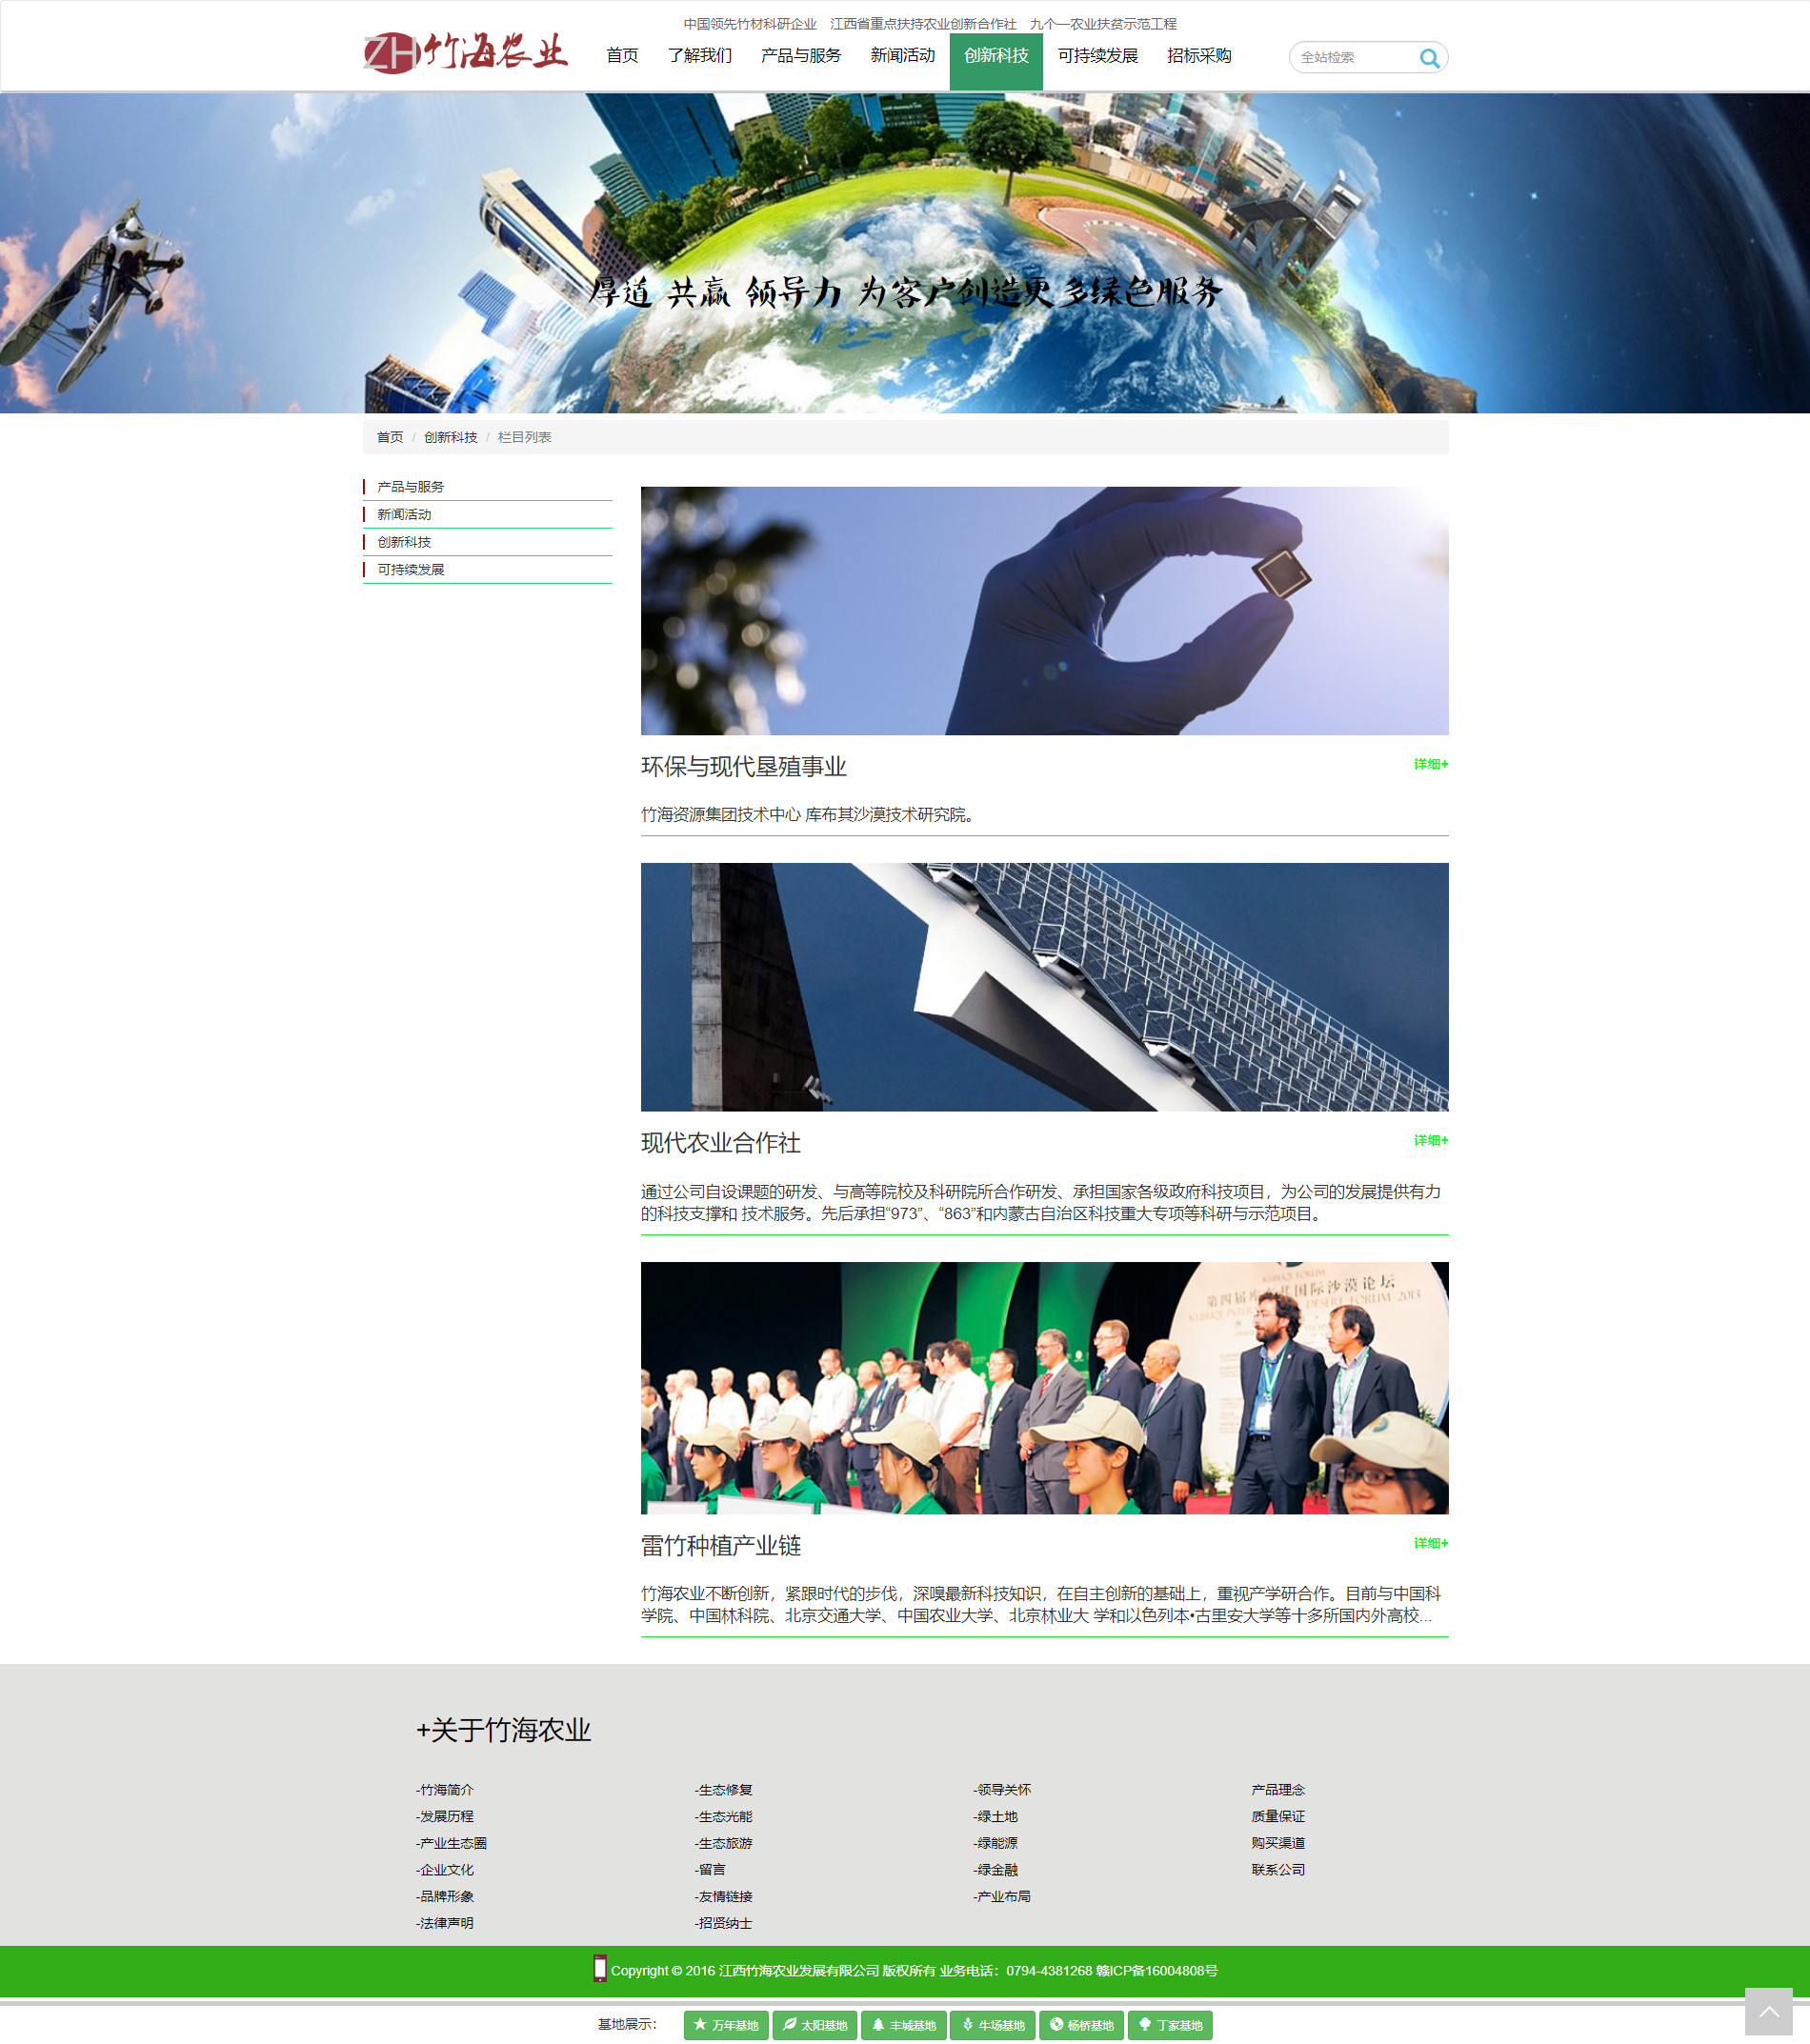 中国领先竹材科研企业 江西省重点扶持农业创新合作社 九个一农业扶贫示范工程
ZH竹海农业
首页 了解我们 产品与服务 新闻活动 创新科技 可持续发展 招标采购
全站检索
厚道 共赢 领导力 为客户创造更多绿色服务
首页 / 创新科技 / 栏目列表
产品与服务
新闻活动
创新科技
可持续发展
环保与现代垦殖事业 详细+
竹海资源集团技术中心 库布其沙漠技术研究院。
现代农业合作社 详细+
通过公司自设课题的研发、与高等院校及科研院所合作研发、承担国家各级政府科技项目，为公司的发展提供有力
的科技支撑和 技术服务。先后承担“973”、“863”和内蒙古自治区科技重大专项等科研与示范项目。
KUBUQI FORUM
第四届库布其国际沙漠论坛
KUBUQI INTERNATIONAL DESERT FORUM 2013
雷竹种植产业链 详细+
竹海农业不断创新，紧跟时代的步伐，深嗅最新科技知识，在自主创新的基础上，重视产学研合作。目前与中国科
学院、中国林科院、北京交通大学、中国农业大学、北京林业大 学和以色列本•古里安大学等十多所国内外高校...
+关于竹海农业
-竹海简介 -生态修复 -领导关怀 产品理念
-发展历程 -生态光能 -绿土地 质量保证
-产业生态圈 -生态旅游 -绿能源 购买渠道
-企业文化 -留言 -绿金融 联系公司
-品牌形象 -友情链接 -产业布局
-法律声明 -招贤纳士
Copyright © 2016 江西竹海农业发展有限公司 版权所有 业务电话：0794-4381268 赣ICP备16004808号
基地展示： 万年基地 太阳基地 丰城基地 牛场基地 杨桥基地 丁家基地